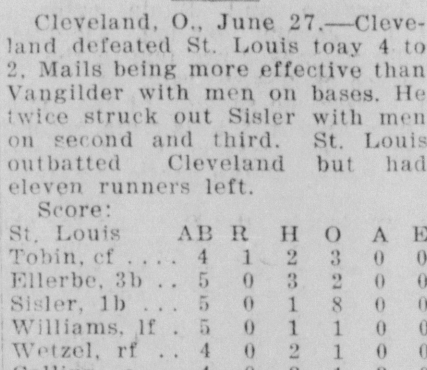 Cleveland, O., June 27.—Cleve-
land defeated St. Louis toay 4 to
2, Mails being more effective than
Vangilder with men on bases. He
twice struck out Sisler with men
on second and third. St. Louis
outbatted Cleveland but had
eleven runners left.
Score:
St. Louis AB R H O A E
Tobin, cf .... 4 1 2 3 0 0
Ellerbe, 3b .. 5 0 3 2 0 0
Sisler, 1b ... 5 0 1 8 0 0
Williams, lf . 5 0 1 1 0 0
Wetzel, rf .. 4 0 2 1 0 0